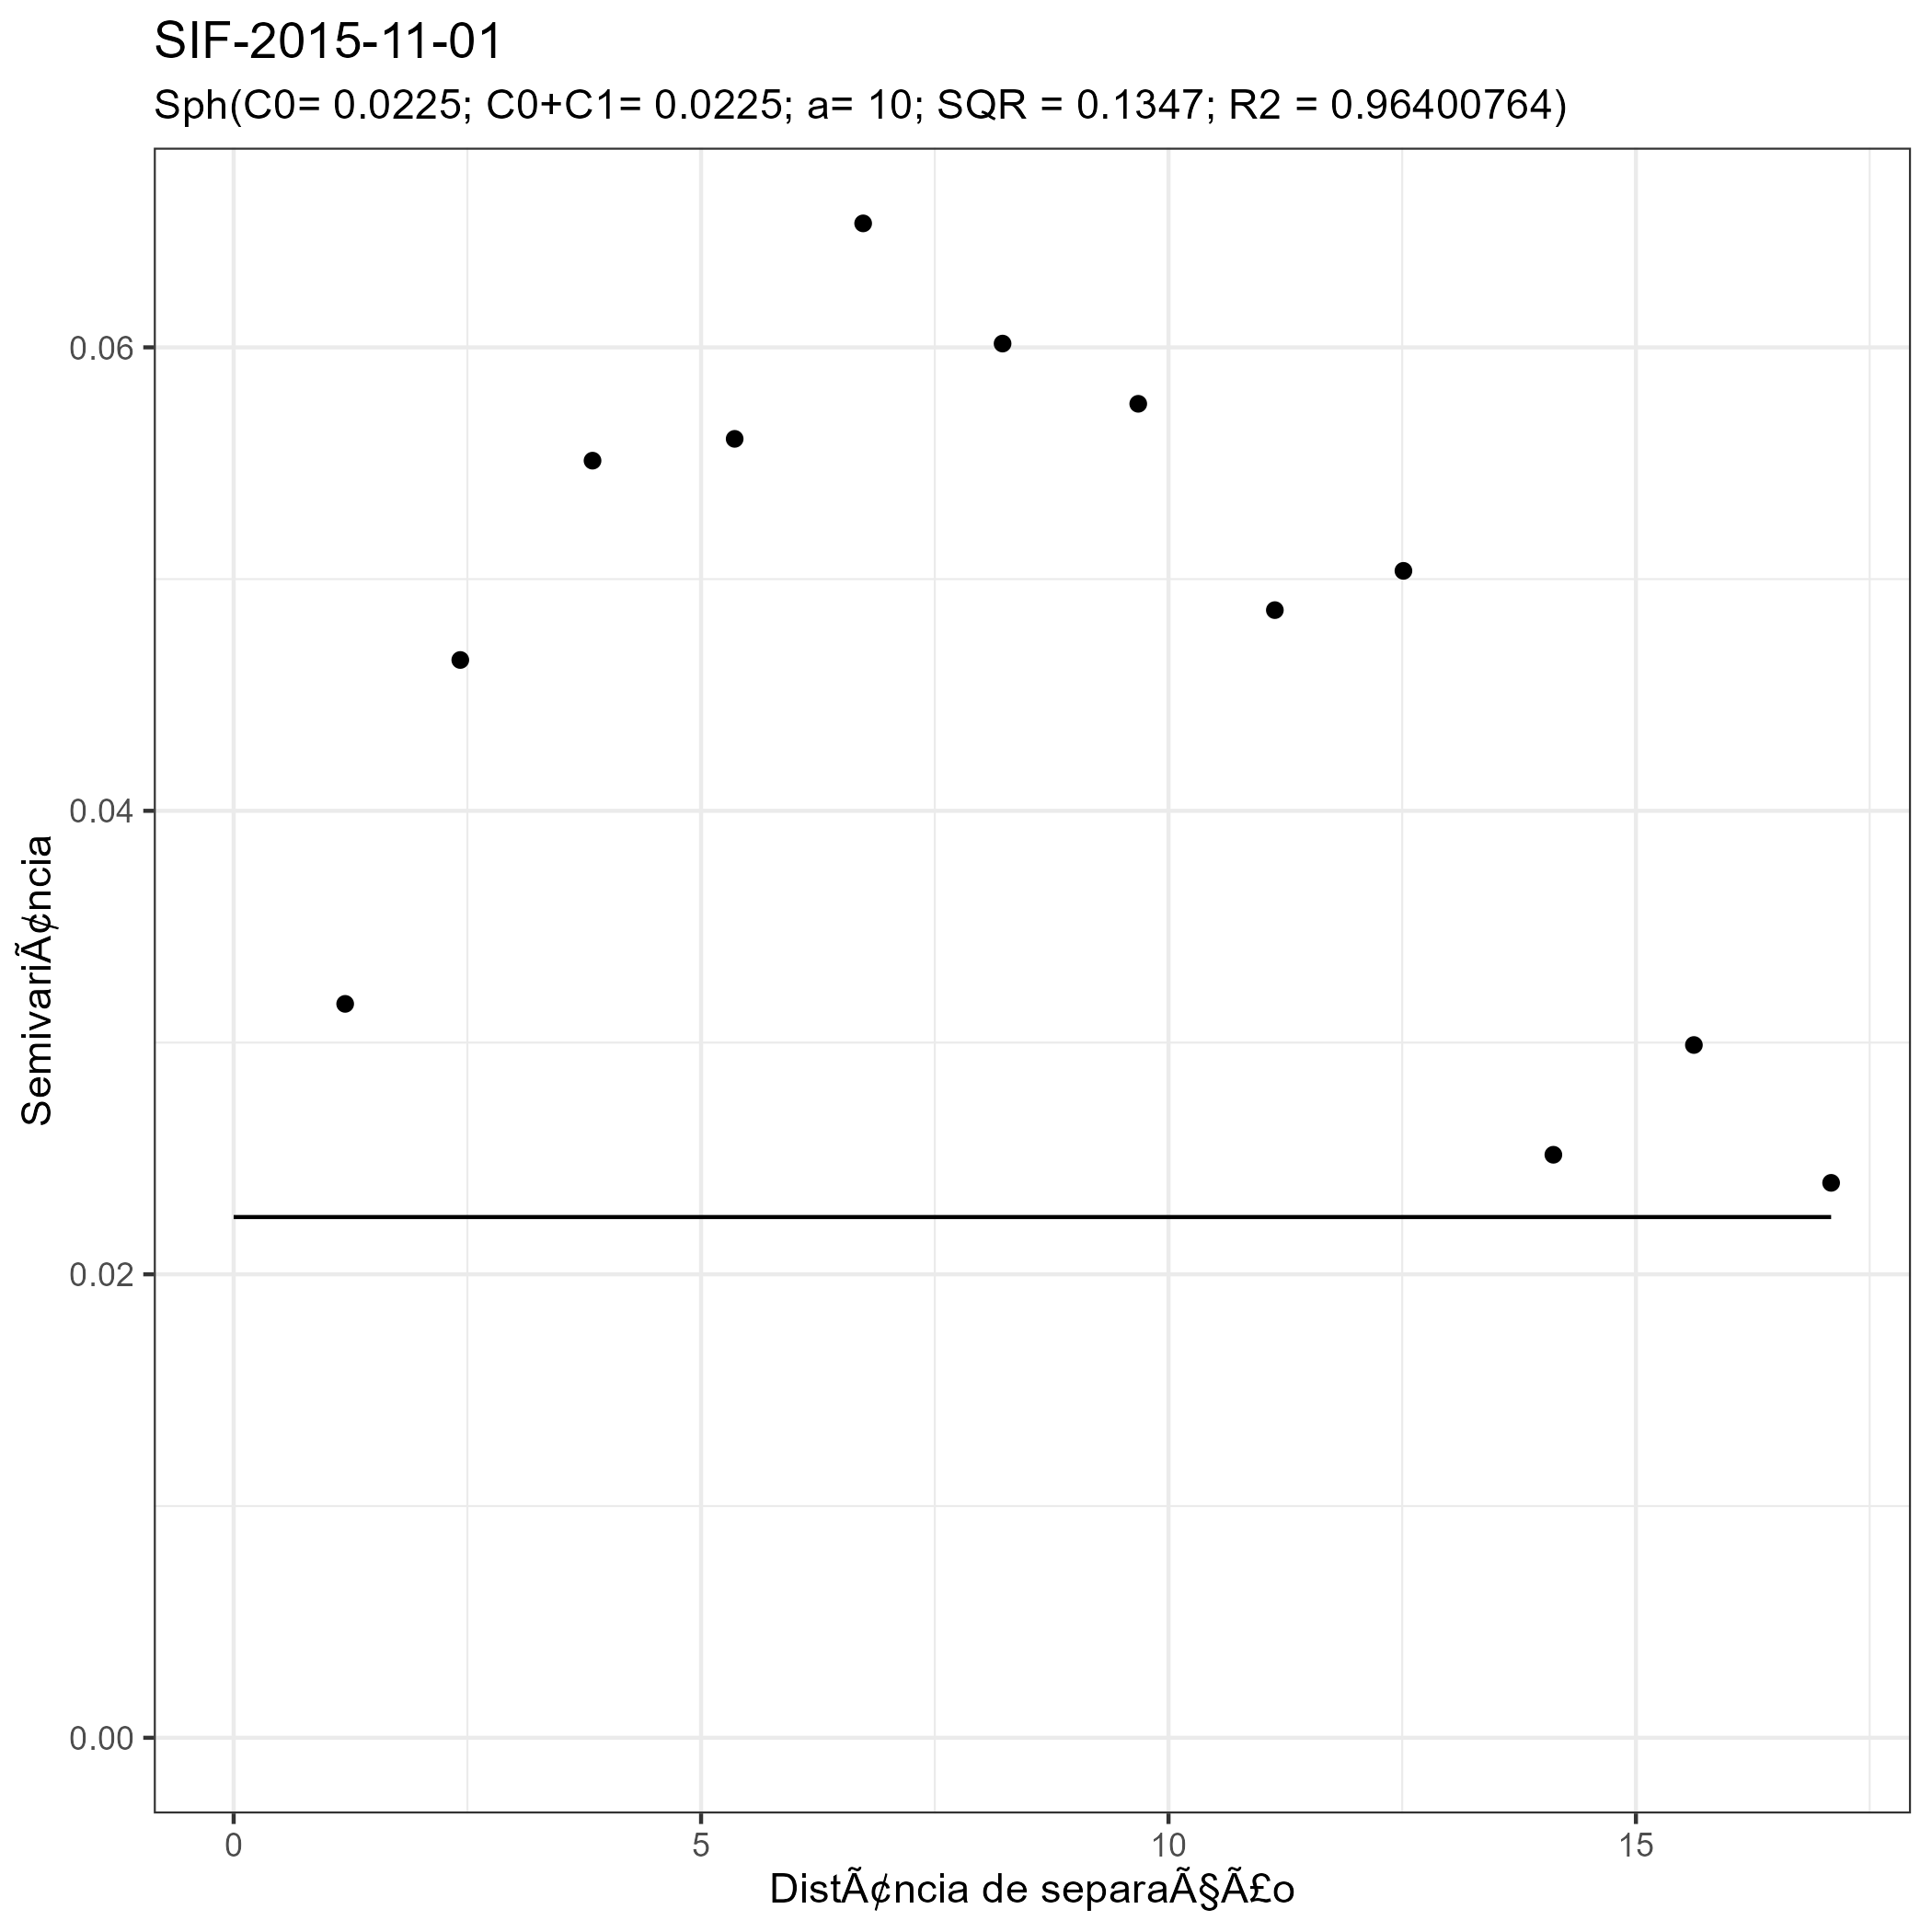 SIF-2015-11-01
Sph(C0= 0.0225; C0+C1= 0.0225; a= 10; SQR = 0.1347; R2 = 0.96400764)
SemivariÃ¢ncia
0.06
0.04
0.02
0.00
0 5 10 15
DistÃ¢ncia de separaÃ§Ã£o